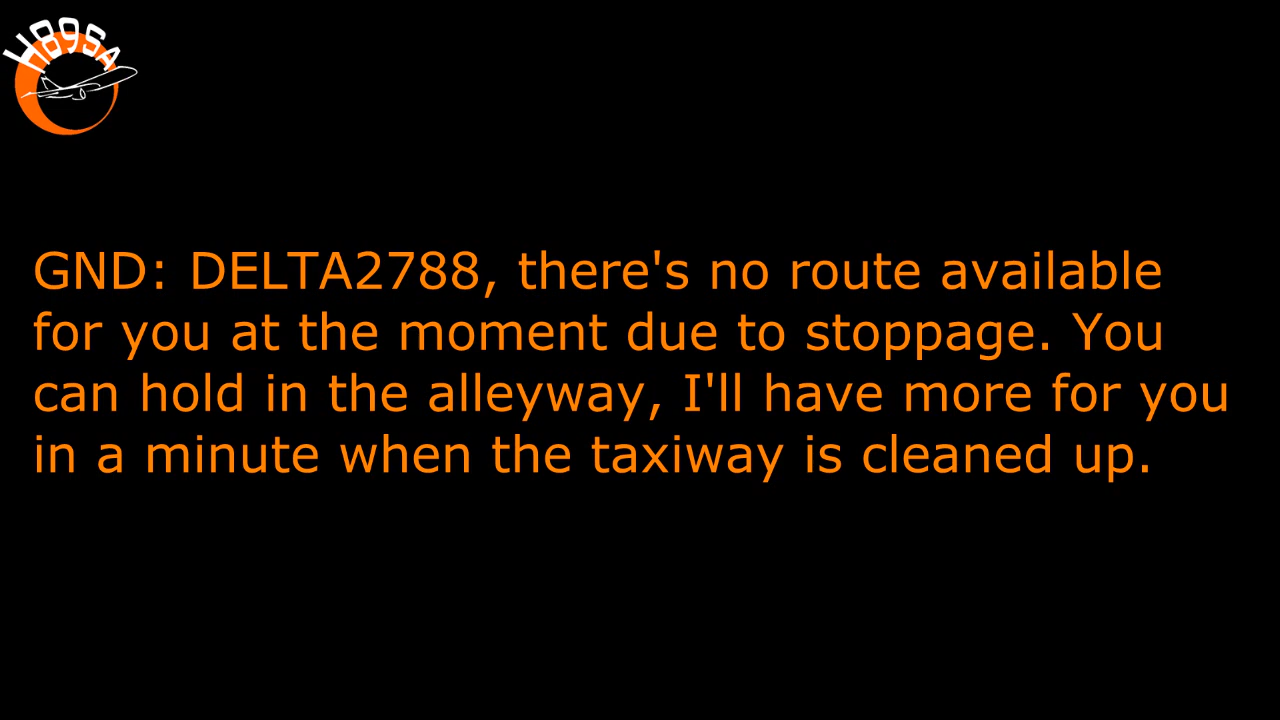 H89SA
GND: DELTA2788, there's no route available
for you at the moment due to stoppage. You
can hold in the alleyway, I'll have more for you
in a minute when the taxiway is cleaned up.